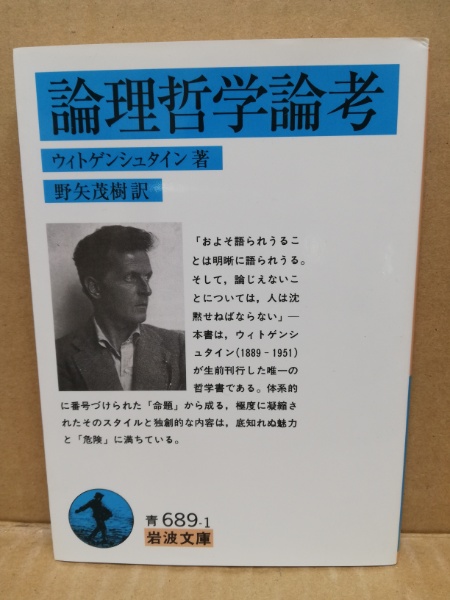 論理哲学論考
ウィトゲンシュタイン著
野矢茂樹訳
「およそ語られうるこ
とは明晰に語られうる。
そして，論じえないこ
とについては，人は沈
黙せねばならない」―
本書は，ウィトゲンシ
ュタイン(1889‐1951)
が生前刊行した唯一の
哲学書である。体系的
に番号づけられた「命題」から成る，極度に凝縮さ
れたそのスタイルと独創的な内容は，底知れぬ魅力
と「危険」に満ちている。
青 689-1
岩波文庫